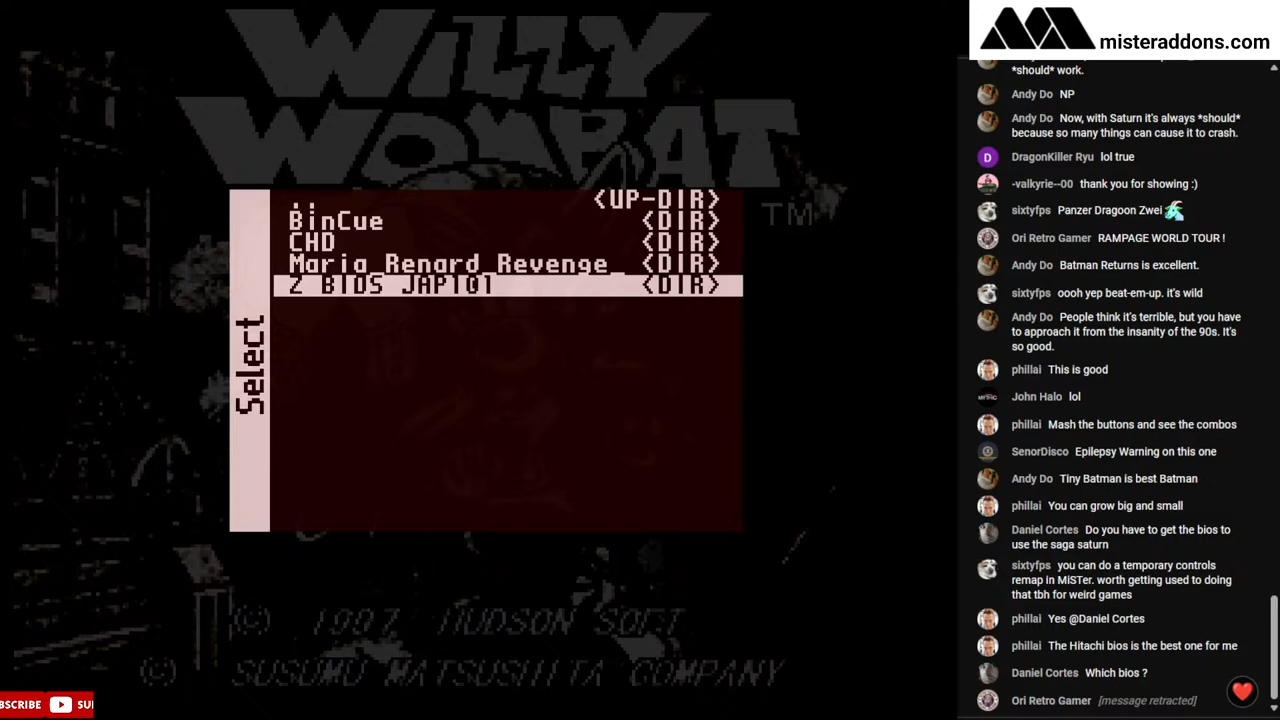 WILLY
WOMBAT
TM
.. <UP-DIR>
BinCue <DIR>
CHD <DIR>
Maria_Renard_Revenge_ <DIR>
Z BIOS JAP101 <DIR>
Select
(C) 1997 HUDSON SOFT
(C) SUSUMU MATSUSHITA COMPANY
SCRIBE SU
misteraddons.com
*should* work.
Andy Do NP
Andy Do Now, with Saturn it's always *should*
because so many things can cause it to crash.
D DragonKiller Ryu lol true
-valkyrie--00 thank you for showing :)
sixtyfps Panzer Dragoon Zwei
Ori Retro Gamer RAMPAGE WORLD TOUR !
Andy Do Batman Returns is excellent.
sixtyfps oooh yep beat-em-up. it's wild
Andy Do People think it's terrible, but you have
to approach it from the insanity of the 90s. It's
so good.
phillai This is good
John Halo lol
phillai Mash the buttons and see the combos
SenorDisco Epilepsy Warning on this one
Andy Do Tiny Batman is best Batman
phillai You can grow big and small
Daniel Cortes Do you have to get the bios to
use the saga saturn
sixtyfps you can do a temporary controls
remap in MiSTer. worth getting used to doing
that tbh for weird games
phillai Yes @Daniel Cortes
phillai The Hitachi bios is the best one for me
Daniel Cortes Which bios ?
Ori Retro Gamer [message retracted]